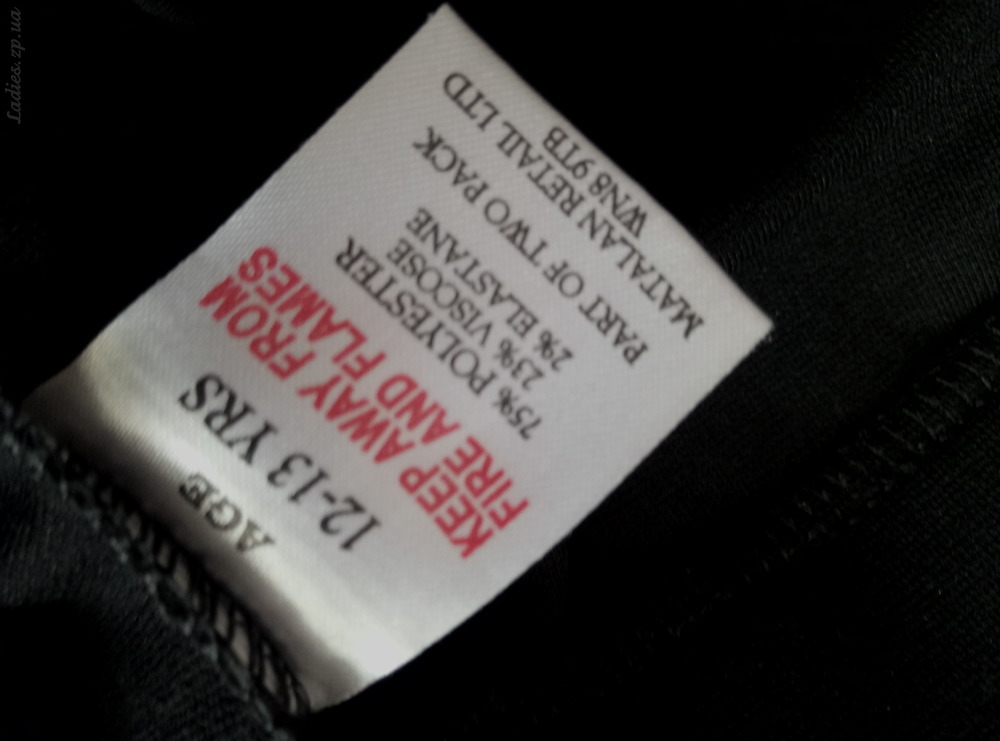 AGE
12-13 YRS
KEEP AWAY FROM
FIRE AND FLAMES
75% POLYESTER
23% VISCOSE
2% ELASTANE
PART OF TWO PACK
MATALAN RETAIL LTD
WN8 9TB
Ladies.zp.ua